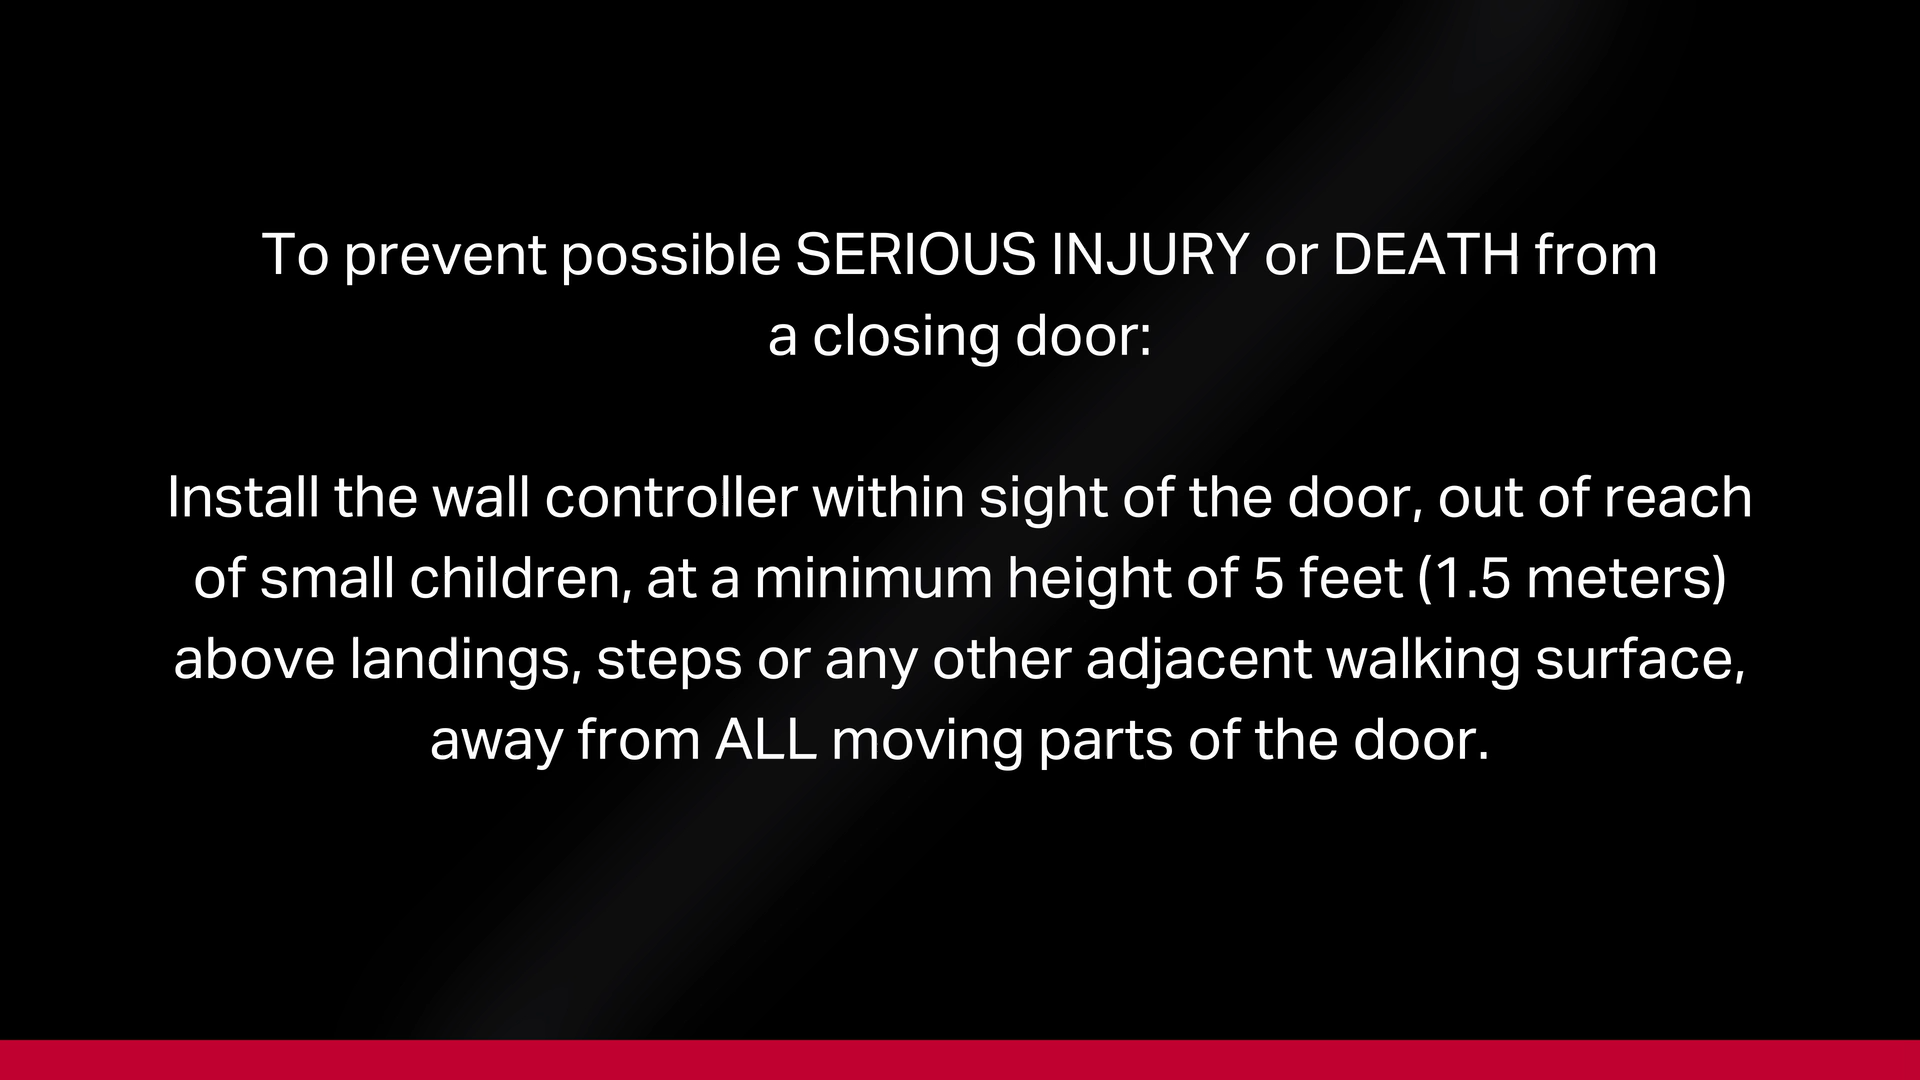 To prevent possible SERIOUS INJURY or DEATH from
a closing door:
Install the wall controller within sight of the door, out of reach
of small children, at a minimum height of 5 feet (1.5 meters)
above landings, steps or any other adjacent walking surface,
away from ALL moving parts of the door.